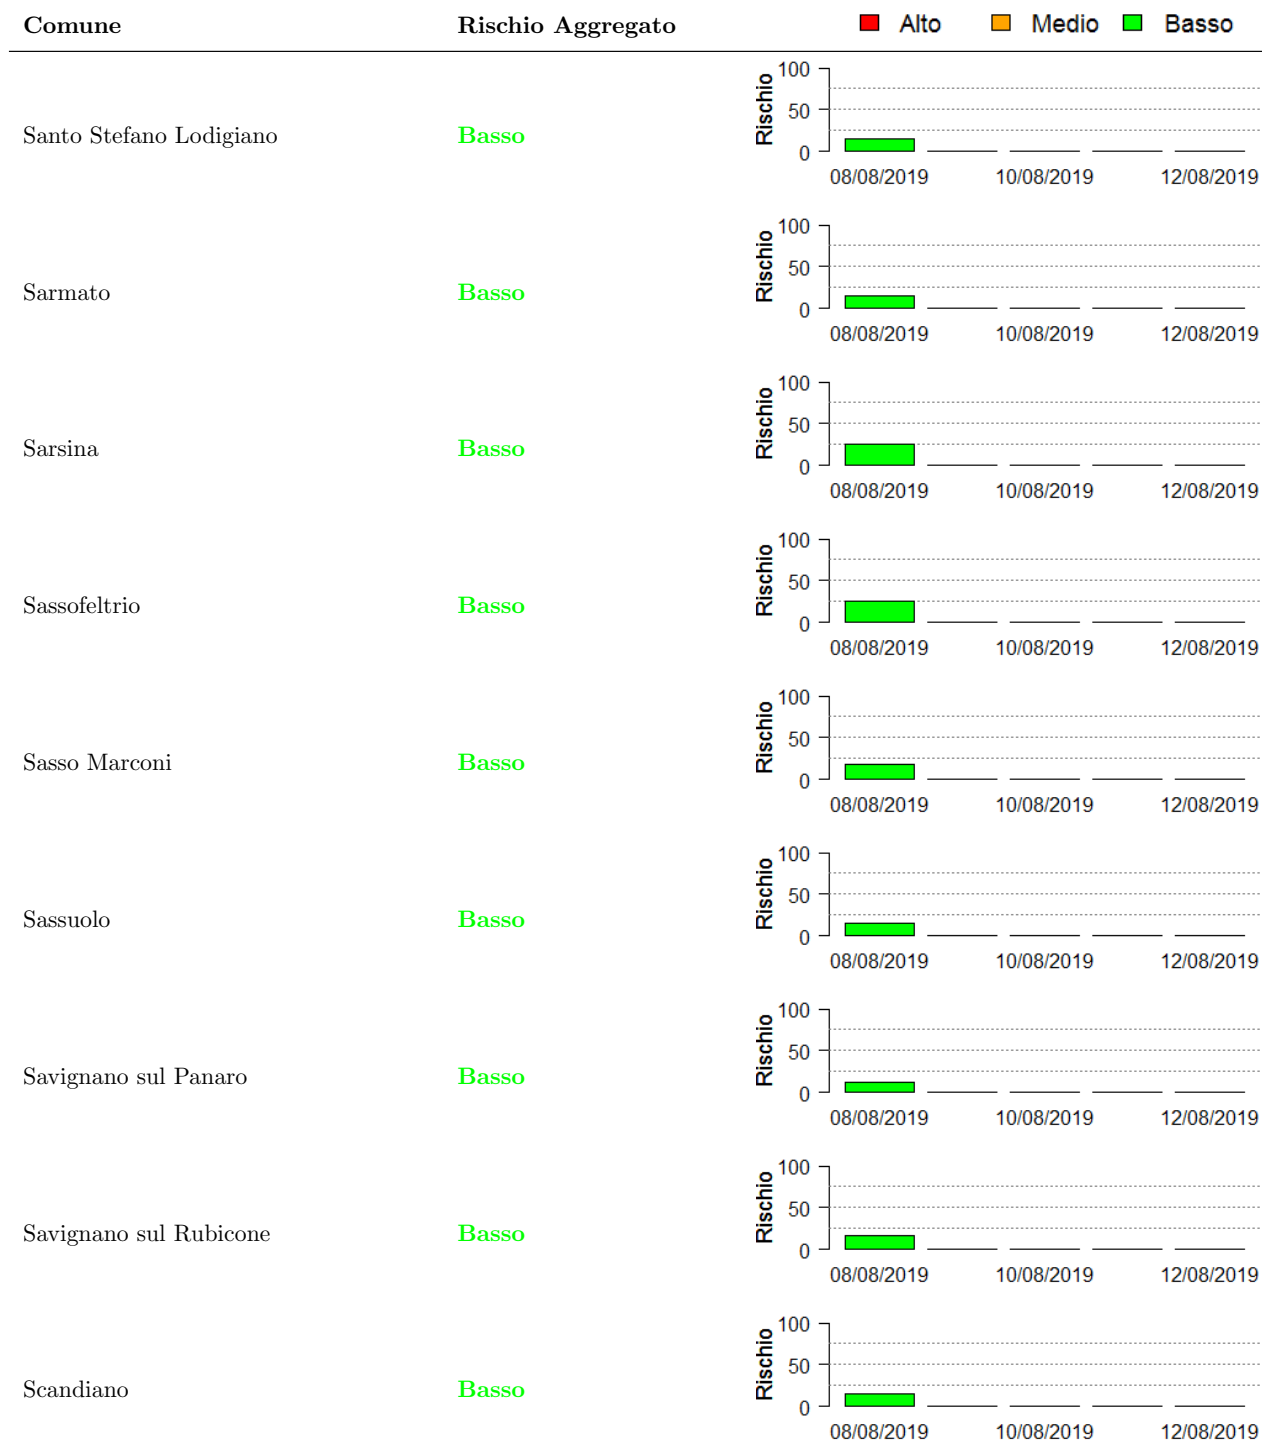 Comune Rischio Aggregato Alto Medio Basso
100
50
0
Rischio
Santo Stefano Lodigiano Basso
08/08/2019 10/08/2019 12/08/2019
100
50
0
Rischio
Sarmato Basso
08/08/2019 10/08/2019 12/08/2019
100
50
0
Rischio
Sarsina Basso
08/08/2019 10/08/2019 12/08/2019
100
50
0
Rischio
Sassofeltrio Basso
08/08/2019 10/08/2019 12/08/2019
100
50
0
Rischio
Sasso Marconi Basso
08/08/2019 10/08/2019 12/08/2019
100
50
0
Rischio
Sassuolo Basso
08/08/2019 10/08/2019 12/08/2019
100
50
0
Rischio
Savignano sul Panaro Basso
08/08/2019 10/08/2019 12/08/2019
100
50
0
Rischio
Savignano sul Rubicone Basso
08/08/2019 10/08/2019 12/08/2019
100
50
0
Rischio
Scandiano Basso
08/08/2019 10/08/2019 12/08/2019